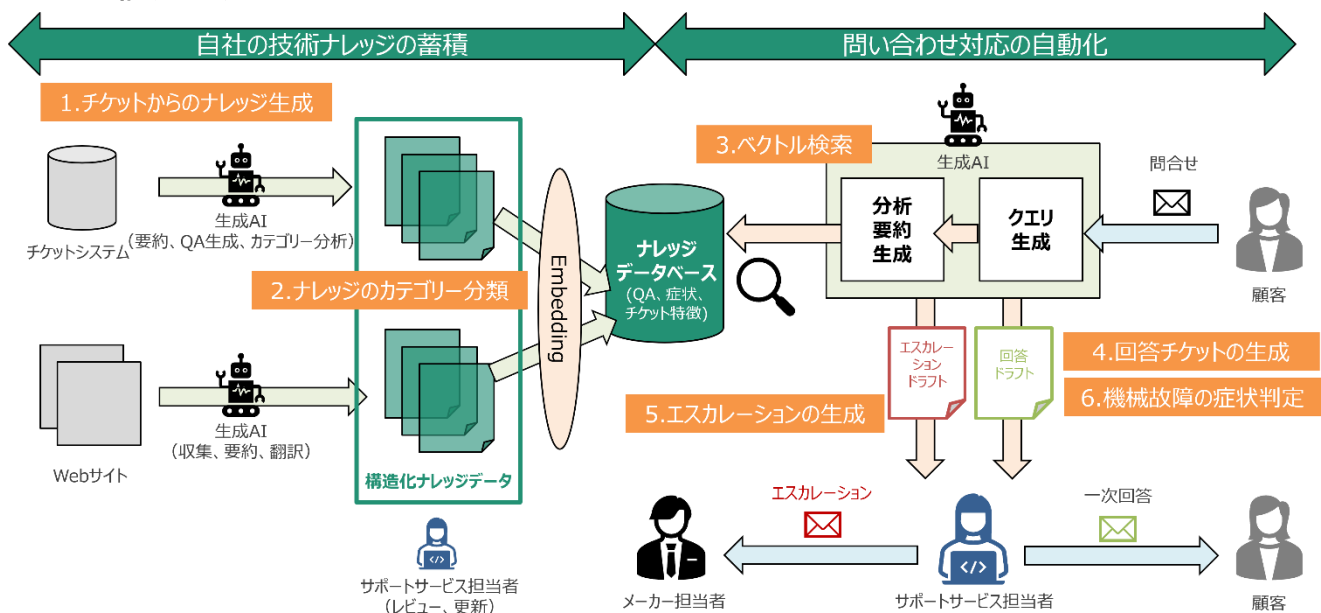 自社の技術ナレッジの蓄積
問い合わせ対応の自動化
1.チケットからのナレッジ生成
チケットシステム
生成AI
(要約、QA生成、カテゴリー分析)
2.ナレッジのカテゴリー分類
Webサイト
生成AI
(収集、要約、翻訳)
構造化ナレッジデータ
サポートサービス担当者
(レビュー、更新)
Embedding
ナレッジ
データベース
(QA、症状、
チケット特徴)
3.ベクトル検索
生成AI
分析
要約
生成
クエリ
生成
問合せ
顧客
エスカレー
ション
ドラフト
回答
ドラフト
4.回答チケットの生成
5.エスカレーションの生成
6.機械故障の症状判定
エスカレーション
一次回答
メーカー担当者
サポートサービス担当者
顧客